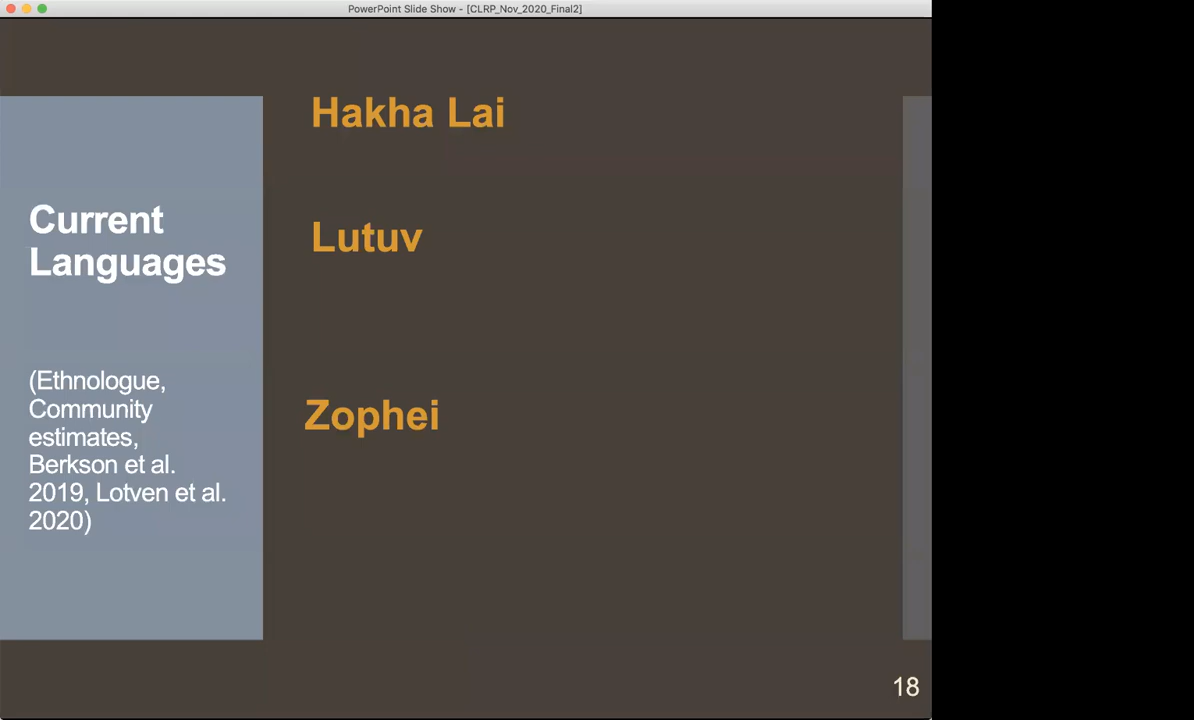 PowerPoint Slide Show - [CLRP_Nov_2020_Final2]
Current
Languages
(Ethnologue,
Community
estimates,
Berkson et al.
2019, Lotven et al.
2020)
Hakha Lai
Lutuv
Zophei
18